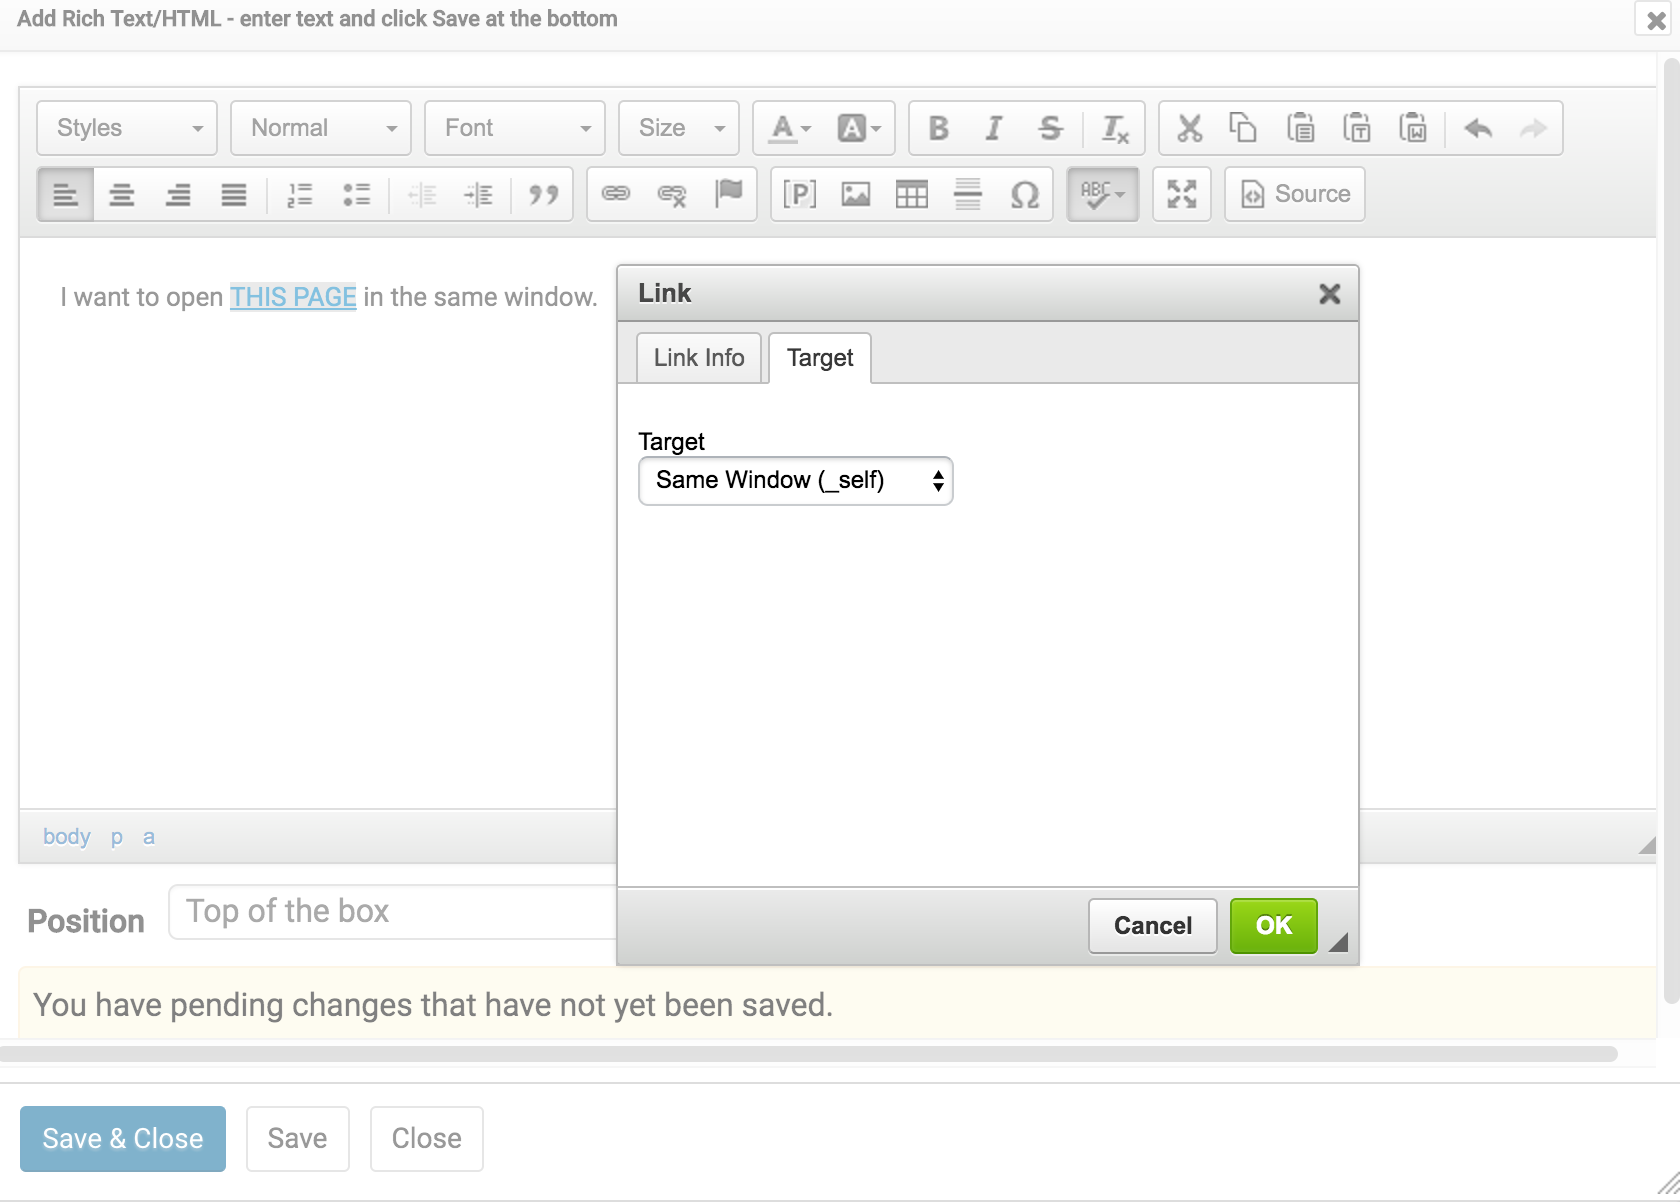 Add Rich Text/HTML - enter text and click Save at the bottom
Styles Normal Font Size A A B I S Ix T W
ABC Source
[P] Ω
I want to open THIS PAGE in the same window.
Link
Link Info Target
Target
Same Window (_self)
body p a
Cancel OK
Position Top of the box
You have pending changes that have not yet been saved.
Save & Close Save Close